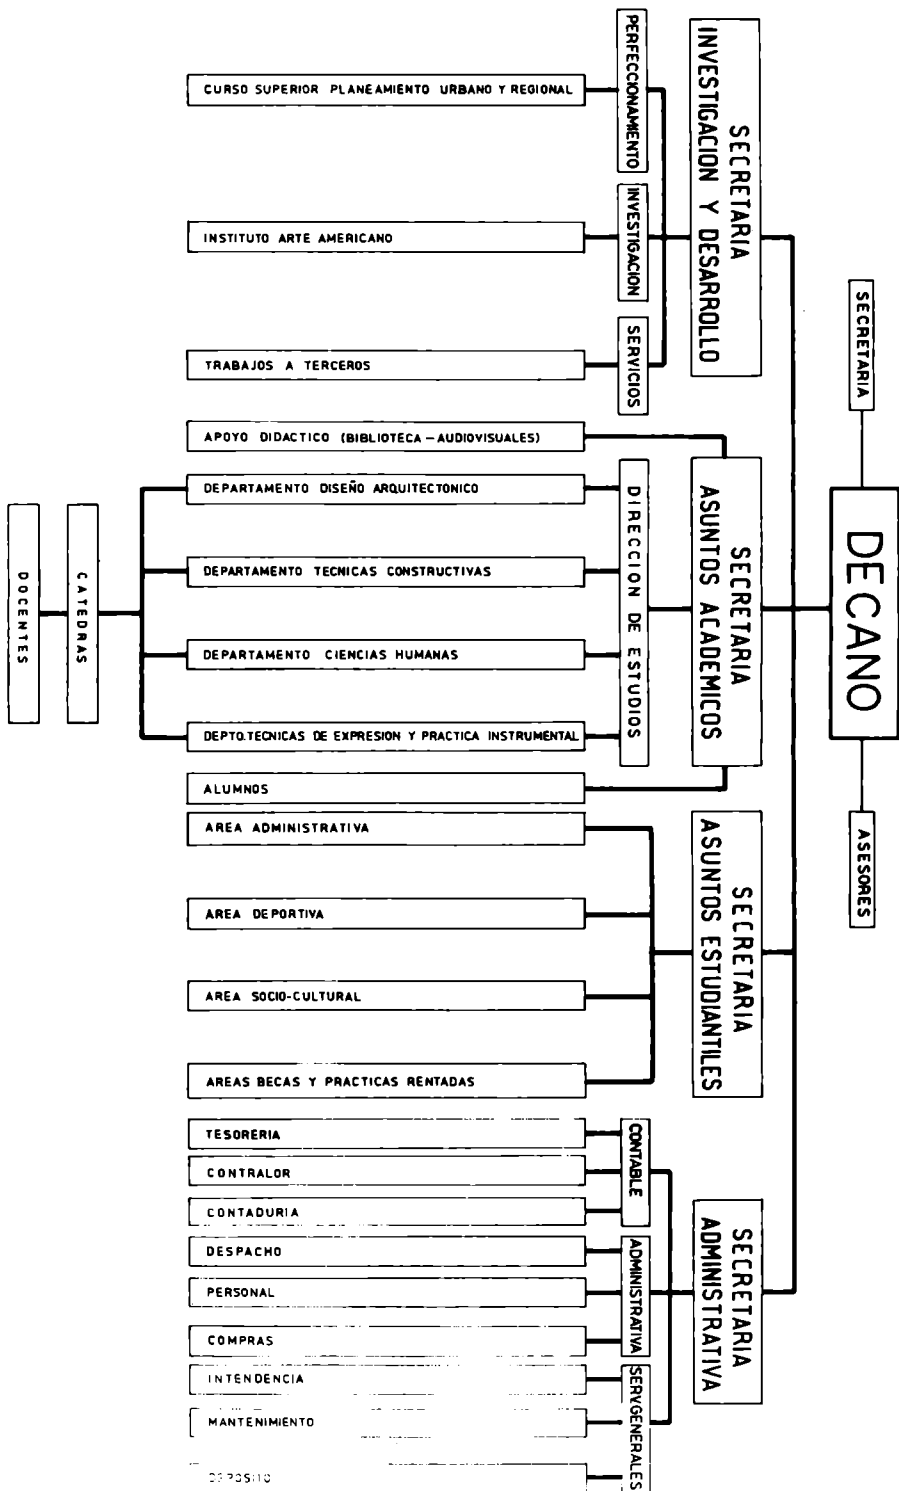 SECRETARIA
DECANO
ASESORES
SECRETARIA
INVESTIGACION Y DESARROLLO
PERFECCIONAMIENTO
CURSO SUPERIOR PLANEAMIENTO URBANO Y REGIONAL
INVESTIGACION
INSTITUTO ARTE AMERICANO
SERVICIOS
TRABAJOS A TERCEROS
SECRETARIA
ASUNTOS ACADEMICOS
APOYO DIDACTICO (BIBLIOTECA-AUDIOVISUALES)
DIRECCION DE ESTUDIOS
DEPARTAMENTO DISEÑO ARQUITECTONICO
DEPARTAMENTO TECNICAS CONSTRUCTIVAS
DEPARTAMENTO CIENCIAS HUMANAS
DEPTO.TECNICAS DE EXPRESION Y PRACTICA INSTRUMENTAL
ALUMNOS
CATEDRAS
DOCENTES
SECRETARIA
ASUNTOS ESTUDIANTILES
AREA ADMINISTRATIVA
AREA DEPORTIVA
AREA SOCIO-CULTURAL
AREAS BECAS Y PRACTICAS RENTADAS
SECRETARIA
ADMINISTRATIVA
CONTABLE
TESORERIA
CONTRALOR
CONTADURIA
ADMINISTRATIVA
DESPACHO
PERSONAL
COMPRAS
SERV.GENERALES
INTENDENCIA
MANTENIMIENTO
DEPOSITO